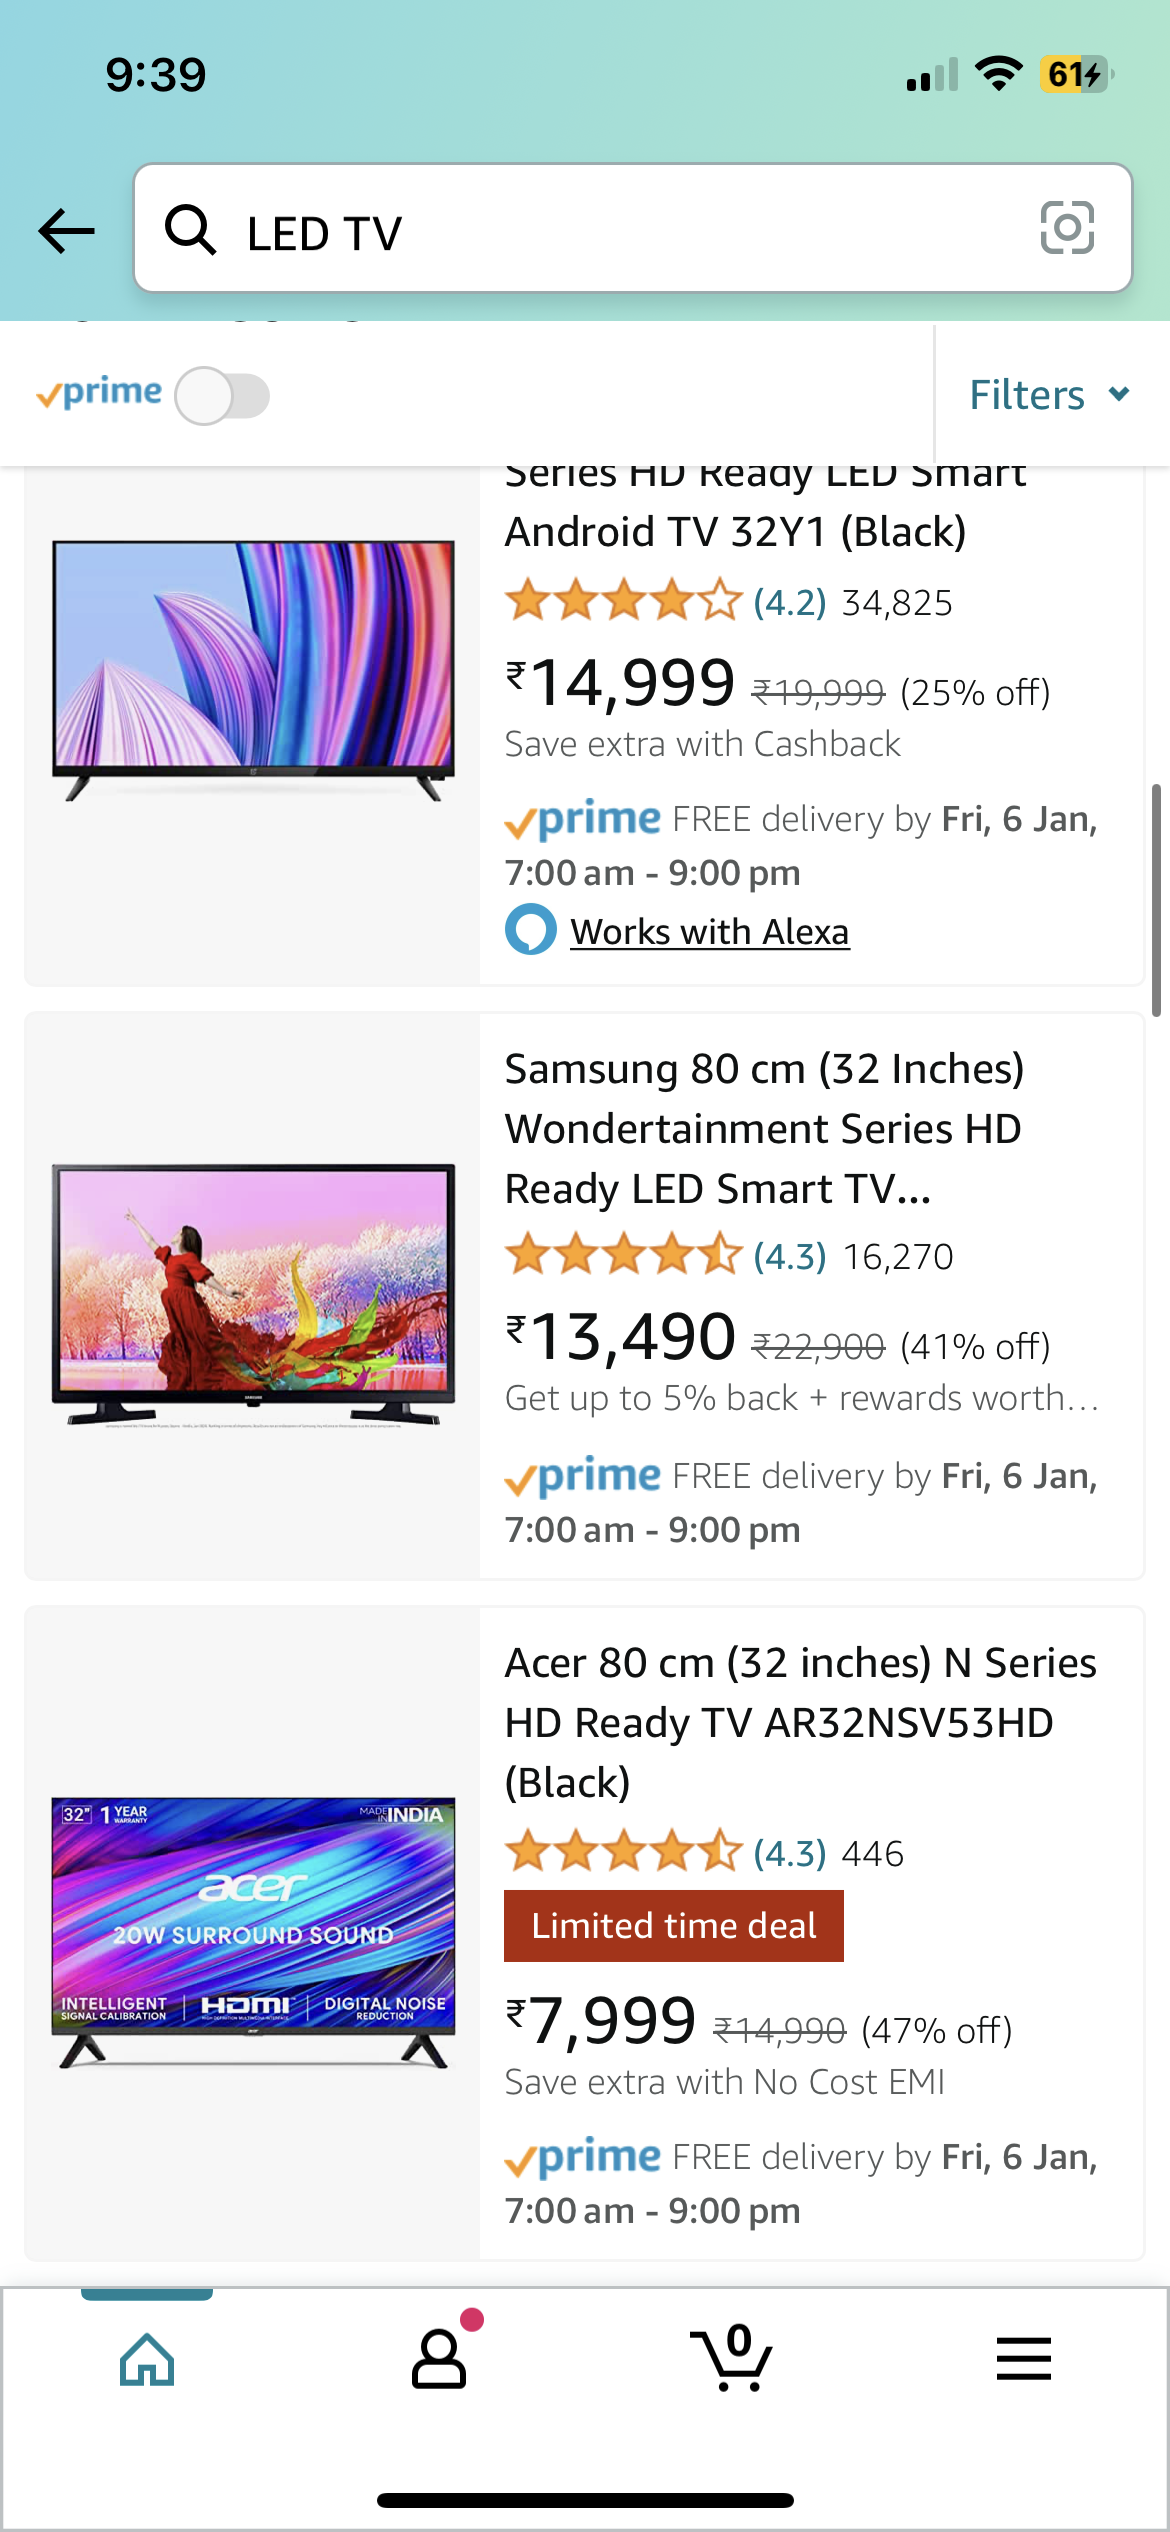 9:39
61
LED TV
prime
Filters
Series HD Ready LED Smart
Android TV 32Y1 (Black)
(4.2) 34,825
₹14,999 ₹19,999 (25% off)
Save extra with Cashback
prime FREE delivery by Fri, 6 Jan,
7:00 am - 9:00 pm
Works with Alexa
Samsung 80 cm (32 Inches)
Wondertainment Series HD
Ready LED Smart TV...
(4.3) 16,270
₹13,490 ₹22,900 (41% off)
Get up to 5% back + rewards worth...
prime FREE delivery by Fri, 6 Jan,
7:00 am - 9:00 pm
SAMSUNG
Acer 80 cm (32 inches) N Series
HD Ready TV AR32NSV53HD
(Black)
(4.3) 446
Limited time deal
₹7,999 ₹14,990 (47% off)
Save extra with No Cost EMI
prime FREE delivery by Fri, 6 Jan,
7:00 am - 9:00 pm
32" 1 YEAR WARRANTY
MADE IN INDIA
acer
20W SURROUND SOUND
INTELLIGENT SIGNAL CALIBRATION
HDMI
HIGH DEFINITION MULTIMEDIA INTERFACE
DIGITAL NOISE REDUCTION
0